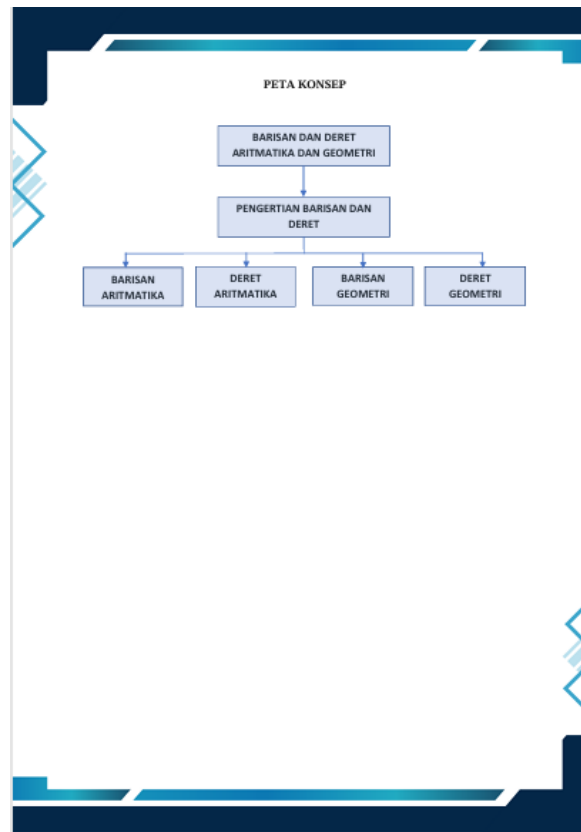 PETA KONSEP
BARISAN DAN DERET
ARITMATIKA DAN GEOMETRI
PENGERTIAN BARISAN DAN
DERET
BARISAN
ARITMATIKA
DERET
ARITMATIKA
BARISAN
GEOMETRI
DERET
GEOMETRI